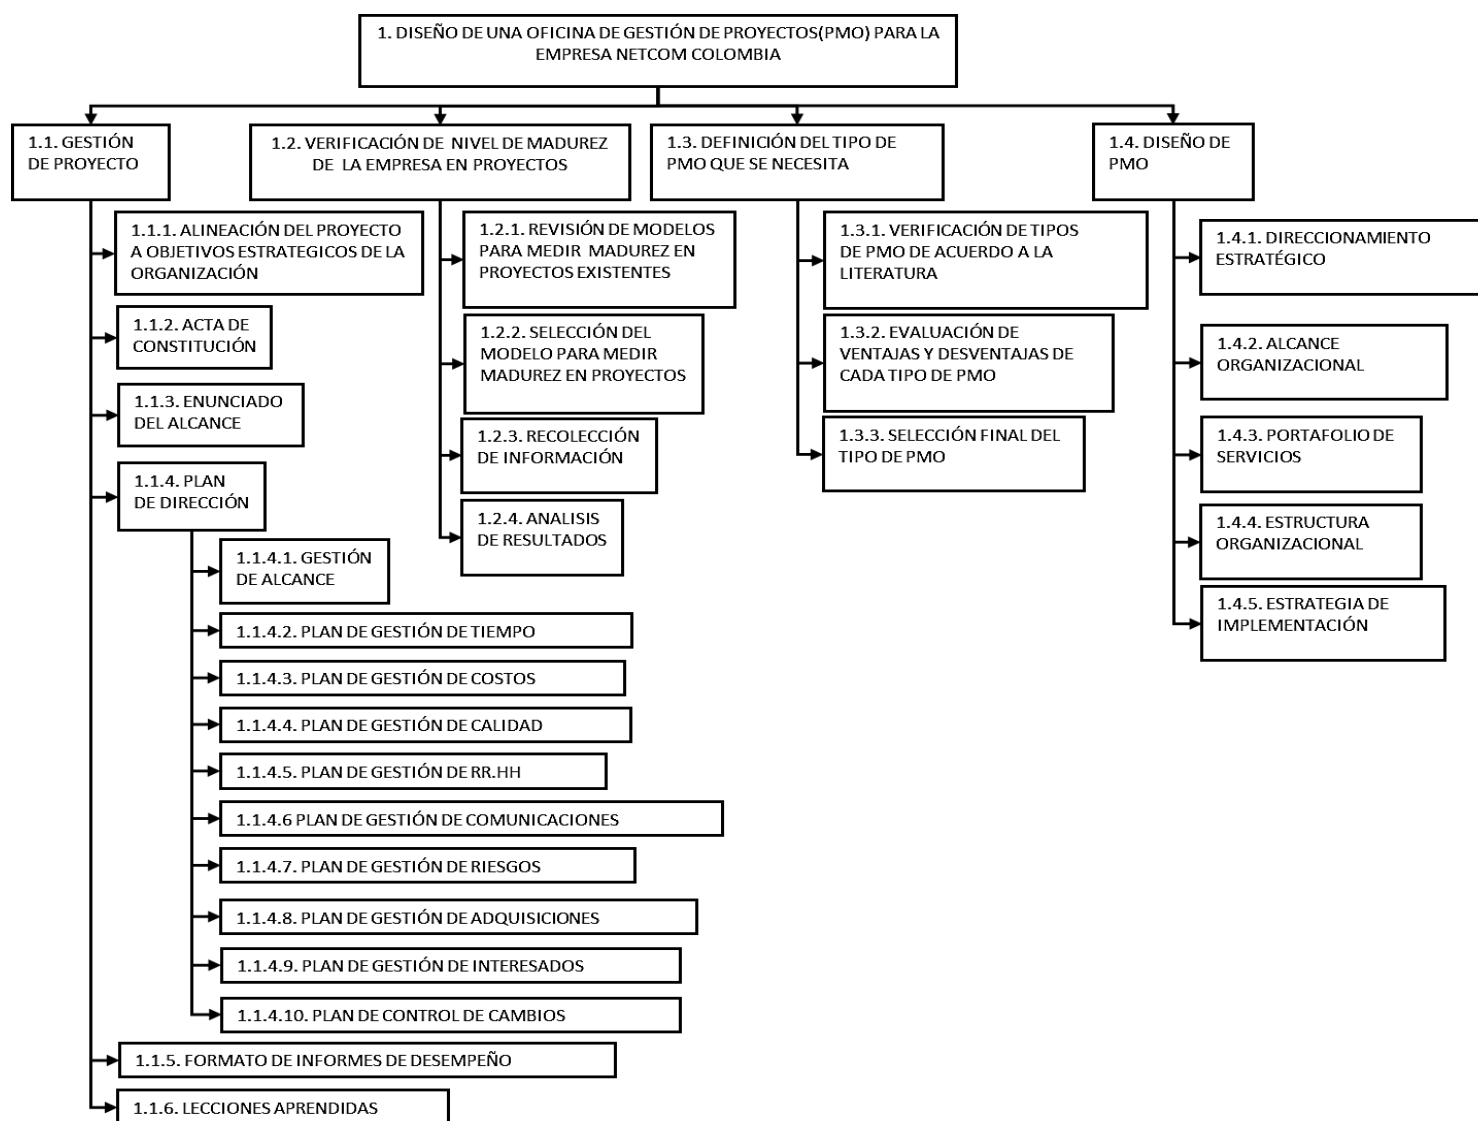 1. DISEÑO DE UNA OFICINA DE GESTIÓN DE PROYECTOS(PMO) PARA LA
EMPRESA NETCOM COLOMBIA
1.1. GESTIÓN
DE PROYECTO
1.1.1. ALINEACIÓN DEL PROYECTO
A OBJETIVOS ESTRATEGICOS DE LA
ORGANIZACIÓN
1.1.2. ACTA DE
CONSTITUCIÓN
1.1.3. ENUNCIADO
DEL ALCANCE
1.1.4. PLAN
DE DIRECCIÓN
1.1.4.1. GESTIÓN
DE ALCANCE
1.1.4.2. PLAN DE GESTIÓN DE TIEMPO
1.1.4.3. PLAN DE GESTIÓN DE COSTOS
1.1.4.4. PLAN DE GESTIÓN DE CALIDAD
1.1.4.5. PLAN DE GESTIÓN DE RR.HH
1.1.4.6 PLAN DE GESTIÓN DE COMUNICACIONES
1.1.4.7. PLAN DE GESTIÓN DE RIESGOS
1.1.4.8. PLAN DE GESTIÓN DE ADQUISICIONES
1.1.4.9. PLAN DE GESTIÓN DE INTERESADOS
1.1.4.10. PLAN DE CONTROL DE CAMBIOS
1.1.5. FORMATO DE INFORMES DE DESEMPEÑO
1.1.6. LECCIONES APRENDIDAS
1.2. VERIFICACIÓN DE NIVEL DE MADUREZ
DE LA EMPRESA EN PROYECTOS
1.2.1. REVISIÓN DE MODELOS
PARA MEDIR MADUREZ EN
PROYECTOS EXISTENTES
1.2.2. SELECCIÓN DEL
MODELO PARA MEDIR
MADUREZ EN PROYECTOS
1.2.3. RECOLECCIÓN
DE INFORMACIÓN
1.2.4. ANALISIS
DE RESULTADOS
1.3. DEFINICIÓN DEL TIPO DE
PMO QUE SE NECESITA
1.3.1. VERIFICACIÓN DE TIPOS
DE PMO DE ACUERDO A LA
LITERATURA
1.3.2. EVALUACIÓN DE
VENTAJAS Y DESVENTAJAS DE
CADA TIPO DE PMO
1.3.3. SELECCIÓN FINAL DEL
TIPO DE PMO
1.4. DISEÑO DE
PMO
1.4.1. DIRECCIONAMIENTO
ESTRATÉGICO
1.4.2. ALCANCE
ORGANIZACIONAL
1.4.3. PORTAFOLIO DE
SERVICIOS
1.4.4. ESTRUCTURA
ORGANIZACIONAL
1.4.5. ESTRATEGIA DE
IMPLEMENTACIÓN